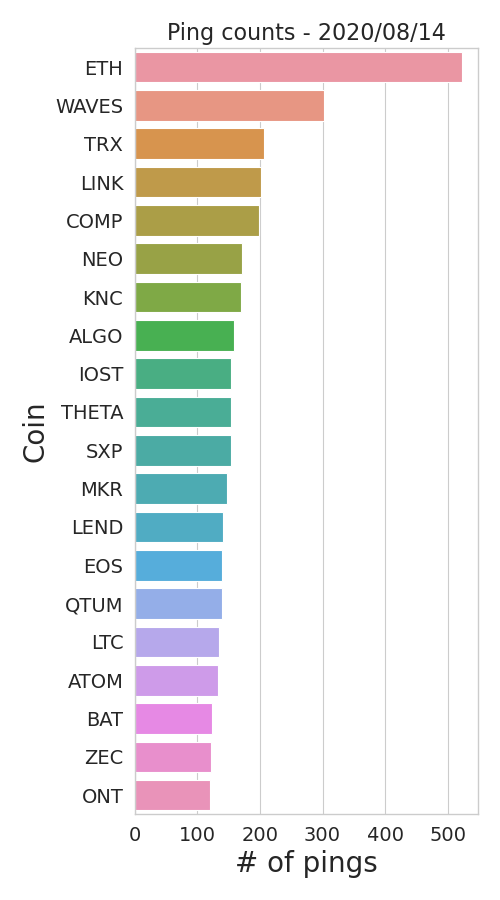 Ping counts - 2020/08/14
ETH
WAVES
TRX
LINK
COMP
NEO
KNC
ALGO
IOST
THETA
SXP
MKR
LEND
EOS
QTUM
LTC
ATOM
BAT
ZEC
ONT
Coin
0 100 200 300 400 500
# of pings